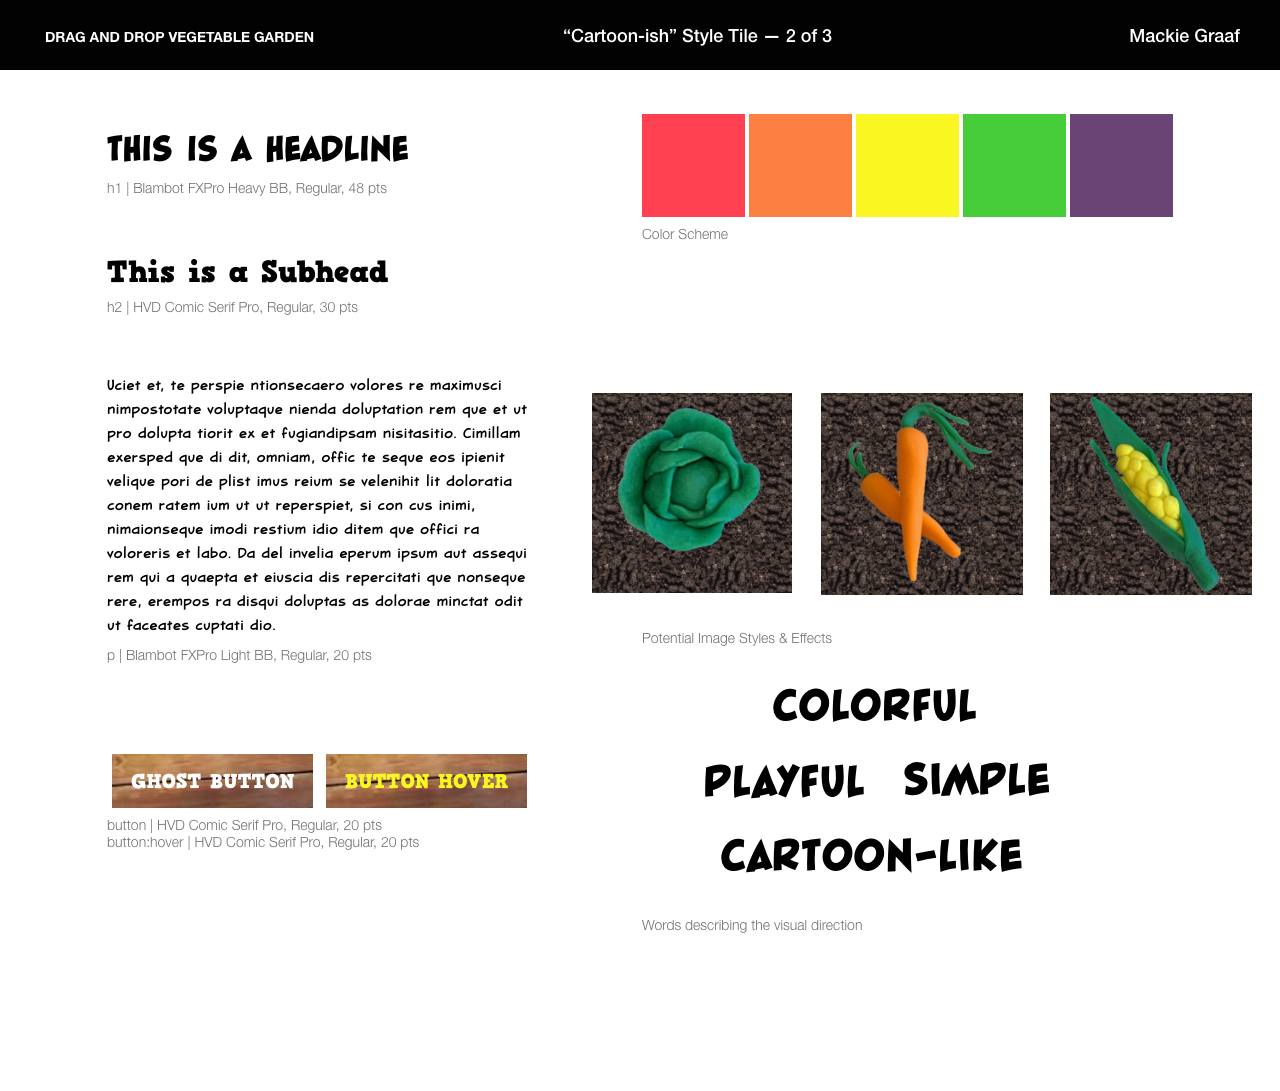 DRAG AND DROP VEGETABLE GARDEN
“Cartoon-ish” Style Tile — 2 of 3
Mackie Graaf
THIS IS A HEADLINE
h1 | Blambot FXPro Heavy BB, Regular, 48 pts
This is a Subhead
h2 | HVD Comic Serif Pro, Regular, 30 pts
Uciet et, te perspie ntionsecaero volores re maximusci
nimpostotate voluptaque nienda doluptation rem que et ut
pro dolupta tiorit ex et fugiandipsam nisitasitio. Cimillam
exersped que di dit, omniam, offic te seque eos ipienit
velique pori de plist imus reium se velenihit lit doloratia
conem ratem ium ut ut reperspiet, si con cus inimi,
nimaionseque imodi restium idio ditem que offici ra
voloreris et labo. Da del invelia eperum ipsum aut assequi
rem qui a quaepta et eiuscia dis repercitati que nonseque
rere, erempos ra disqui doluptas as dolorae minctat odit
ut faceates cuptati dio.
p | Blambot FXPro Light BB, Regular, 20 pts
GHOST BUTTON
BUTTON HOVER
button | HVD Comic Serif Pro, Regular, 20 pts
button:hover | HVD Comic Serif Pro, Regular, 20 pts
Color Scheme
Potential Image Styles & Effects
COLORFUL
PLAYFUL SIMPLE
CARTOON-LIKE
Words describing the visual direction